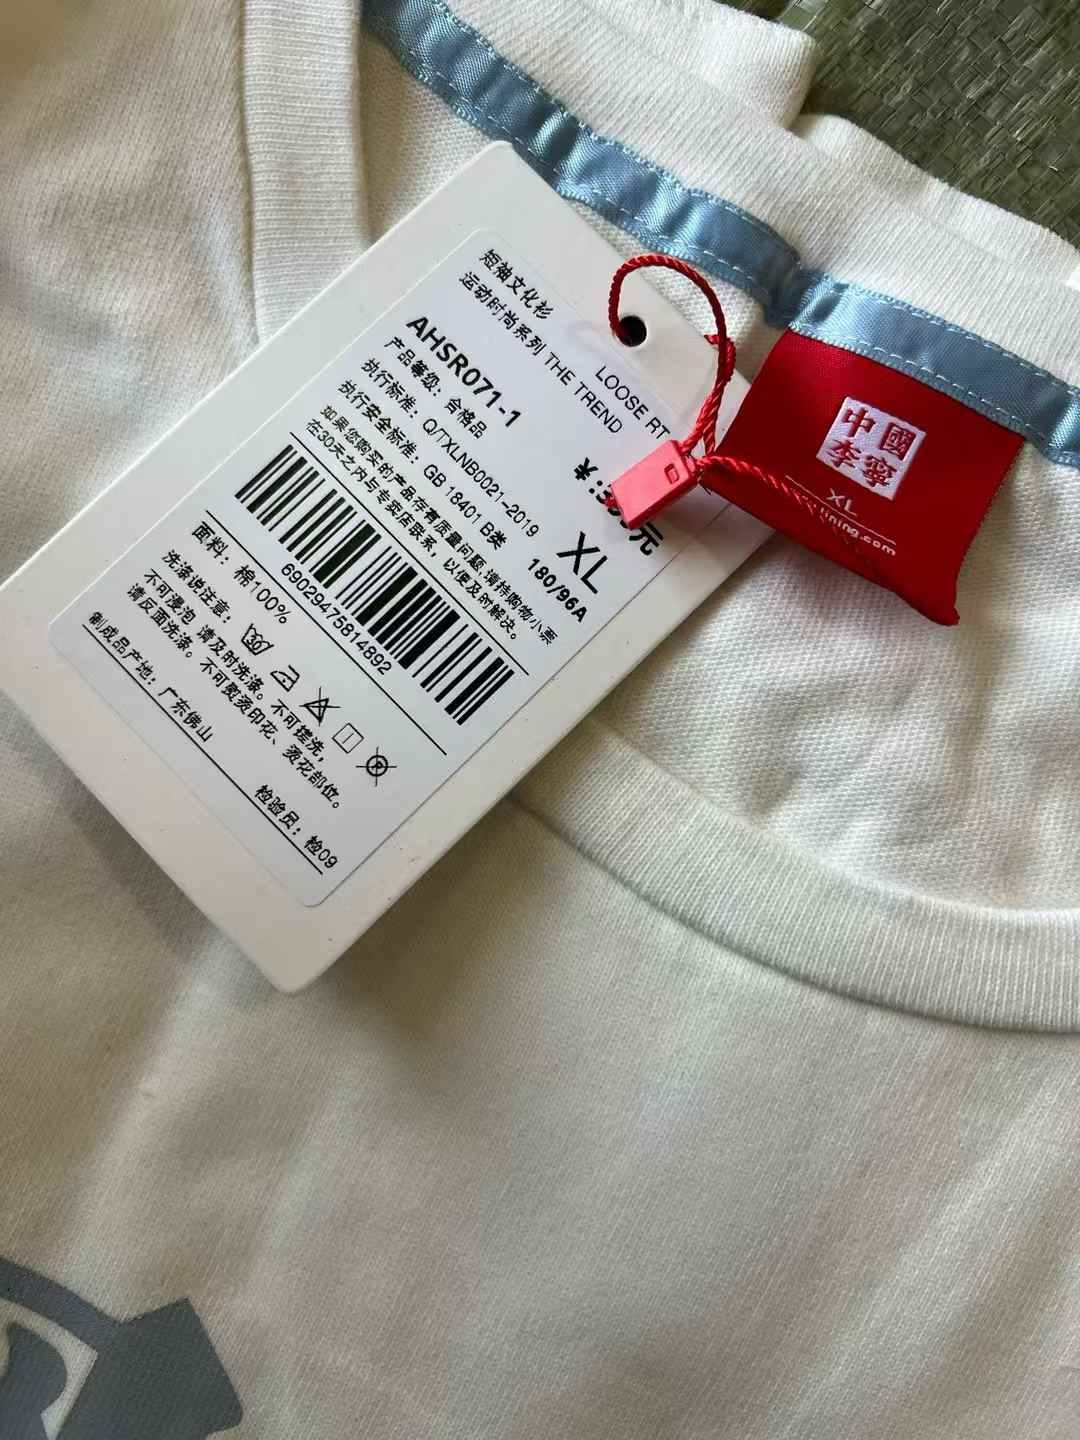 短袖文化衫
运动时尚系列 THE TREND
LOOSE RT
AHSR071-1
产品等级：合格品
执行标准：Q/TXLNB0021-2019
执行安全标准：GB 18401 B类
如果您购买的产品存有质量问题,请持购物小票
在30天之内与专卖店联系，以便及时解决。
元
XL
180/96A
6902947581489​2
面料：棉100%
洗涤说注意：
不可浸泡 请及时洗涤。不可搓洗，
请反面洗涤。不可熨烫印花、烫花部位。
制成品产地：广东佛山
检验员：检09
中國
李寧
XL
lining.com